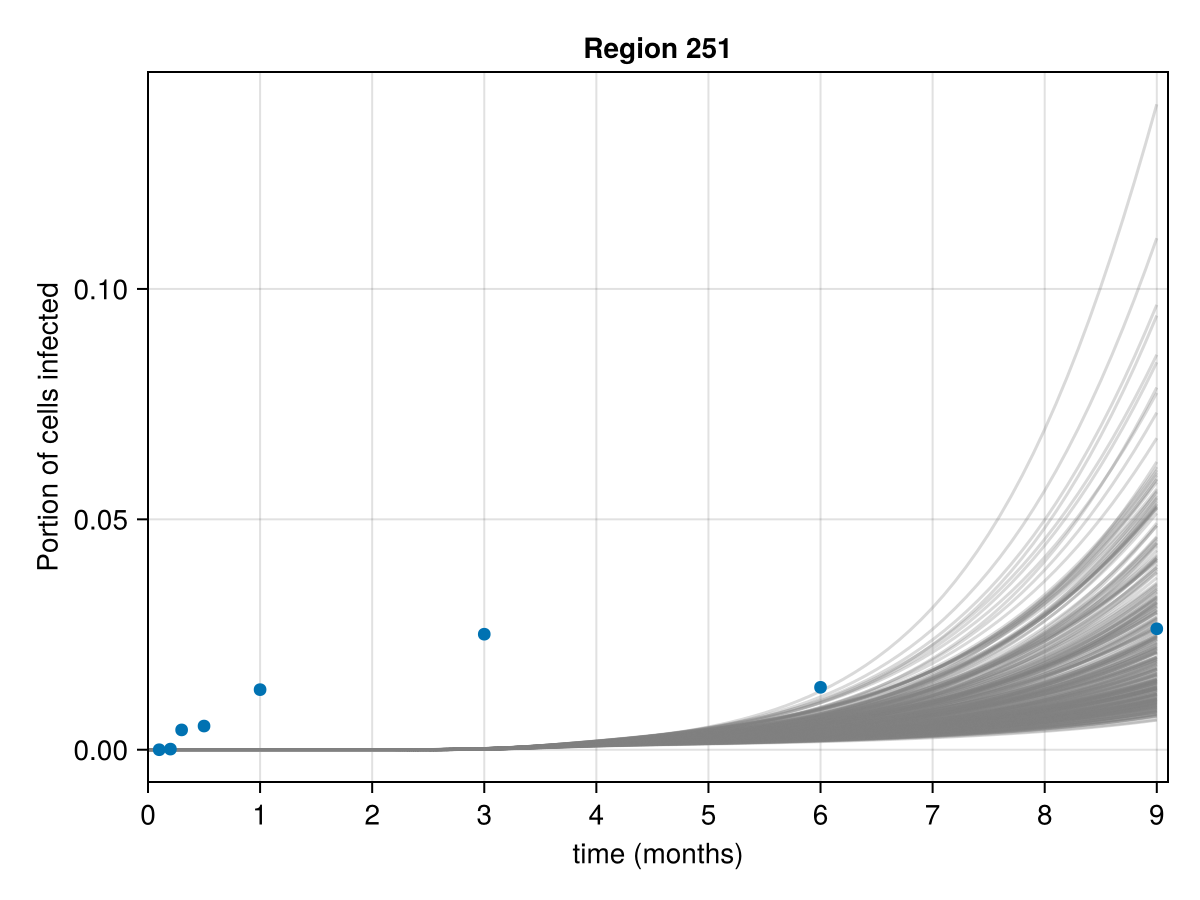 Region 251
Portion of cells infected
0.10
0.05
0.00
0 1 2 3 4 5 6 7 8 9
time (months)